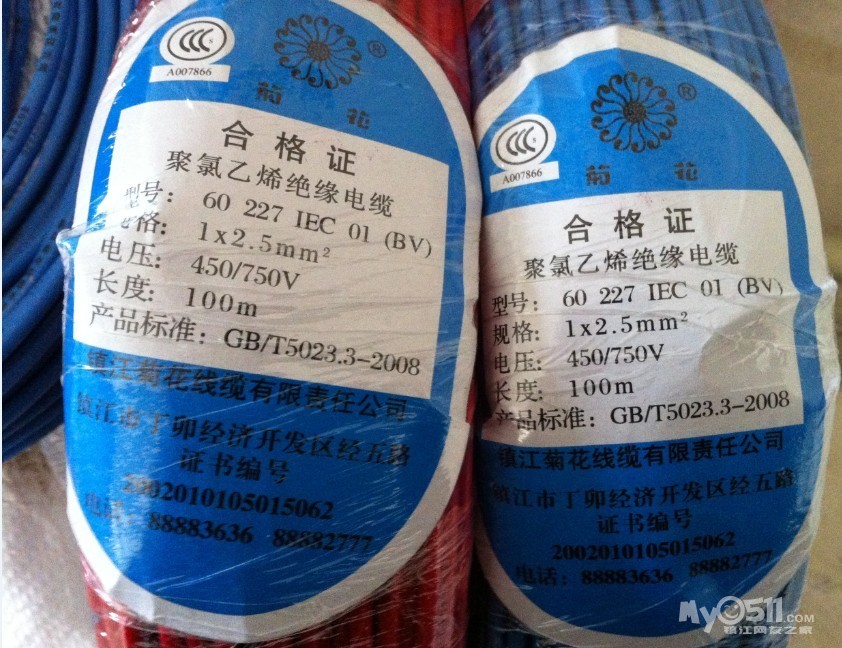 CCC
A007866
®
菊 花
合格证
聚氯乙烯绝缘电缆
型号: 60 227 IEC 01 (BV)
规格: 1x2.5mm²
电压: 450/750V
长度: 100m
产品标准: GB/T5023.3-2008
镇江菊花线缆有限责任公司
镇江市丁卯经济开发区经五路
证书编号
2002010105015062
电话: 88883636 88882777
CCC
A007866
®
菊 花
合格证
聚氯乙烯绝缘电缆
型号: 60 227 IEC 01 (BV)
规格: 1x2.5mm²
电压: 450/750V
长度: 100m
产品标准: GB/T5023.3-2008
镇江菊花线缆有限责任公司
镇江市丁卯经济开发区经五路
证书编号
2002010105015062
电话: 88883636 88882777
My0511.COM
镇江网友之家